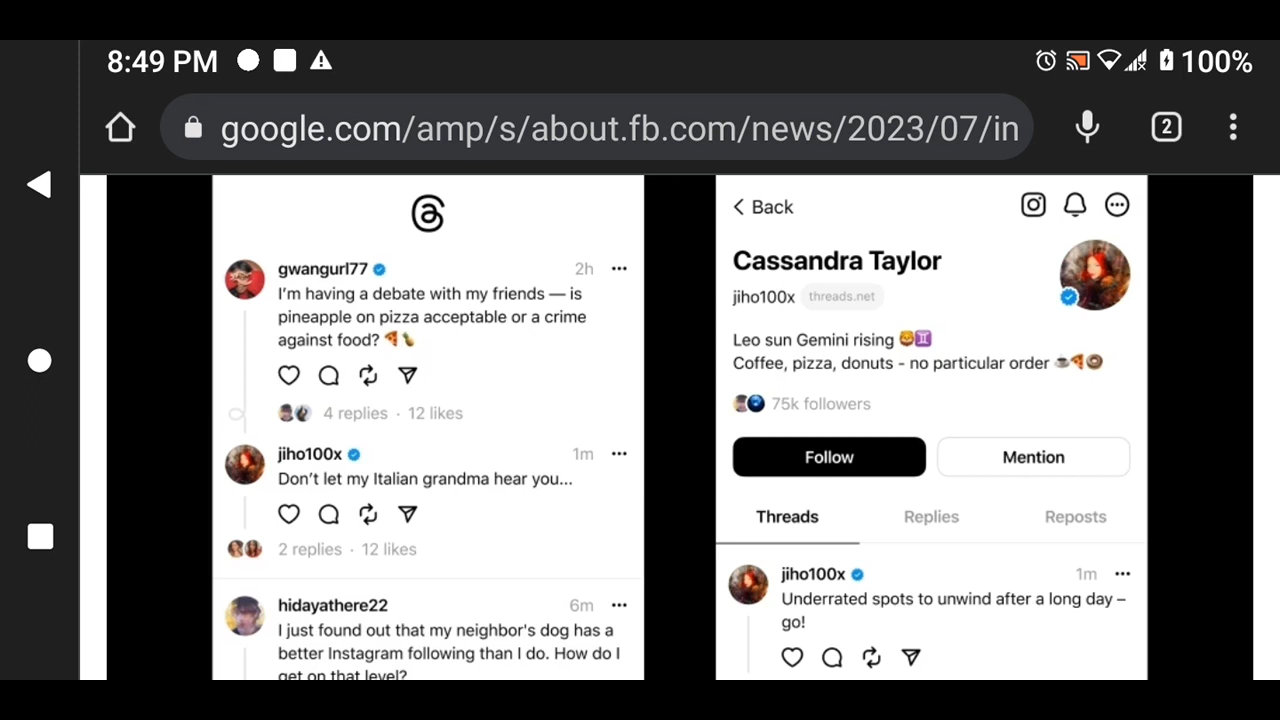 8:49 PM
100%
google.com/amp/s/about.fb.com/news/2023/07/in
2
gwangurl77
2h
I'm having a debate with my friends — is
pineapple on pizza acceptable or a crime
against food? 🍕🍍
4 replies · 12 likes
jiho100x
1m
Don't let my Italian grandma hear you...
2 replies · 12 likes
hidayathere22
6m
I just found out that my neighbor's dog has a
better Instagram following than I do. How do I
get on that level?
Back
Cassandra Taylor
jiho100x threads.net
Leo sun Gemini rising 🦁♊
Coffee, pizza, donuts - no particular order ☕🍕🍩
75k followers
Follow
Mention
Threads
Replies
Reposts
jiho100x
1m
Underrated spots to unwind after a long day –
go!